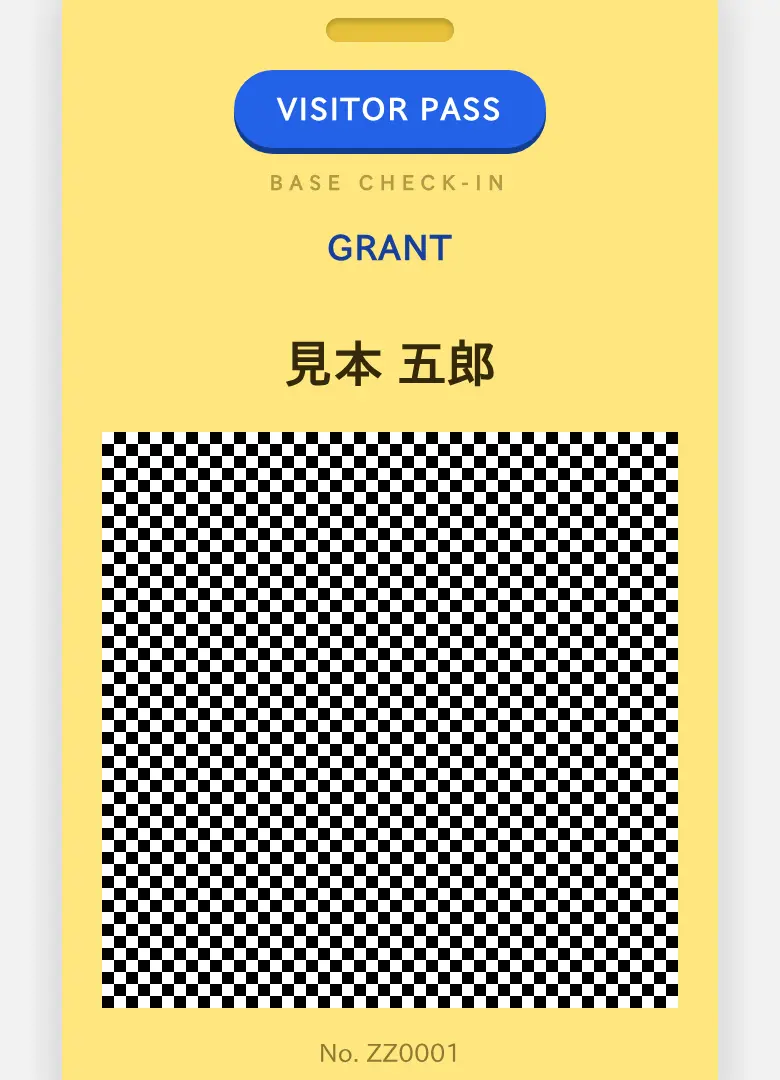 VISITOR PASS
BASE CHECK-IN
GRANT
見本 五郎
No. ZZ0001